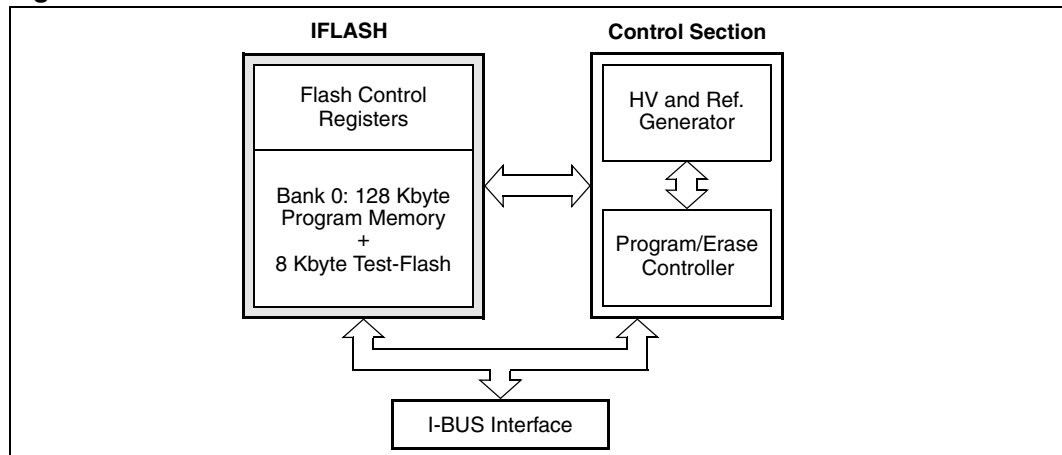 IFLASH
Control Section
Flash Control
Registers
Bank 0: 128 Kbyte
Program Memory
+
8 Kbyte Test-Flash
HV and Ref.
Generator
Program/Erase
Controller
I-BUS Interface